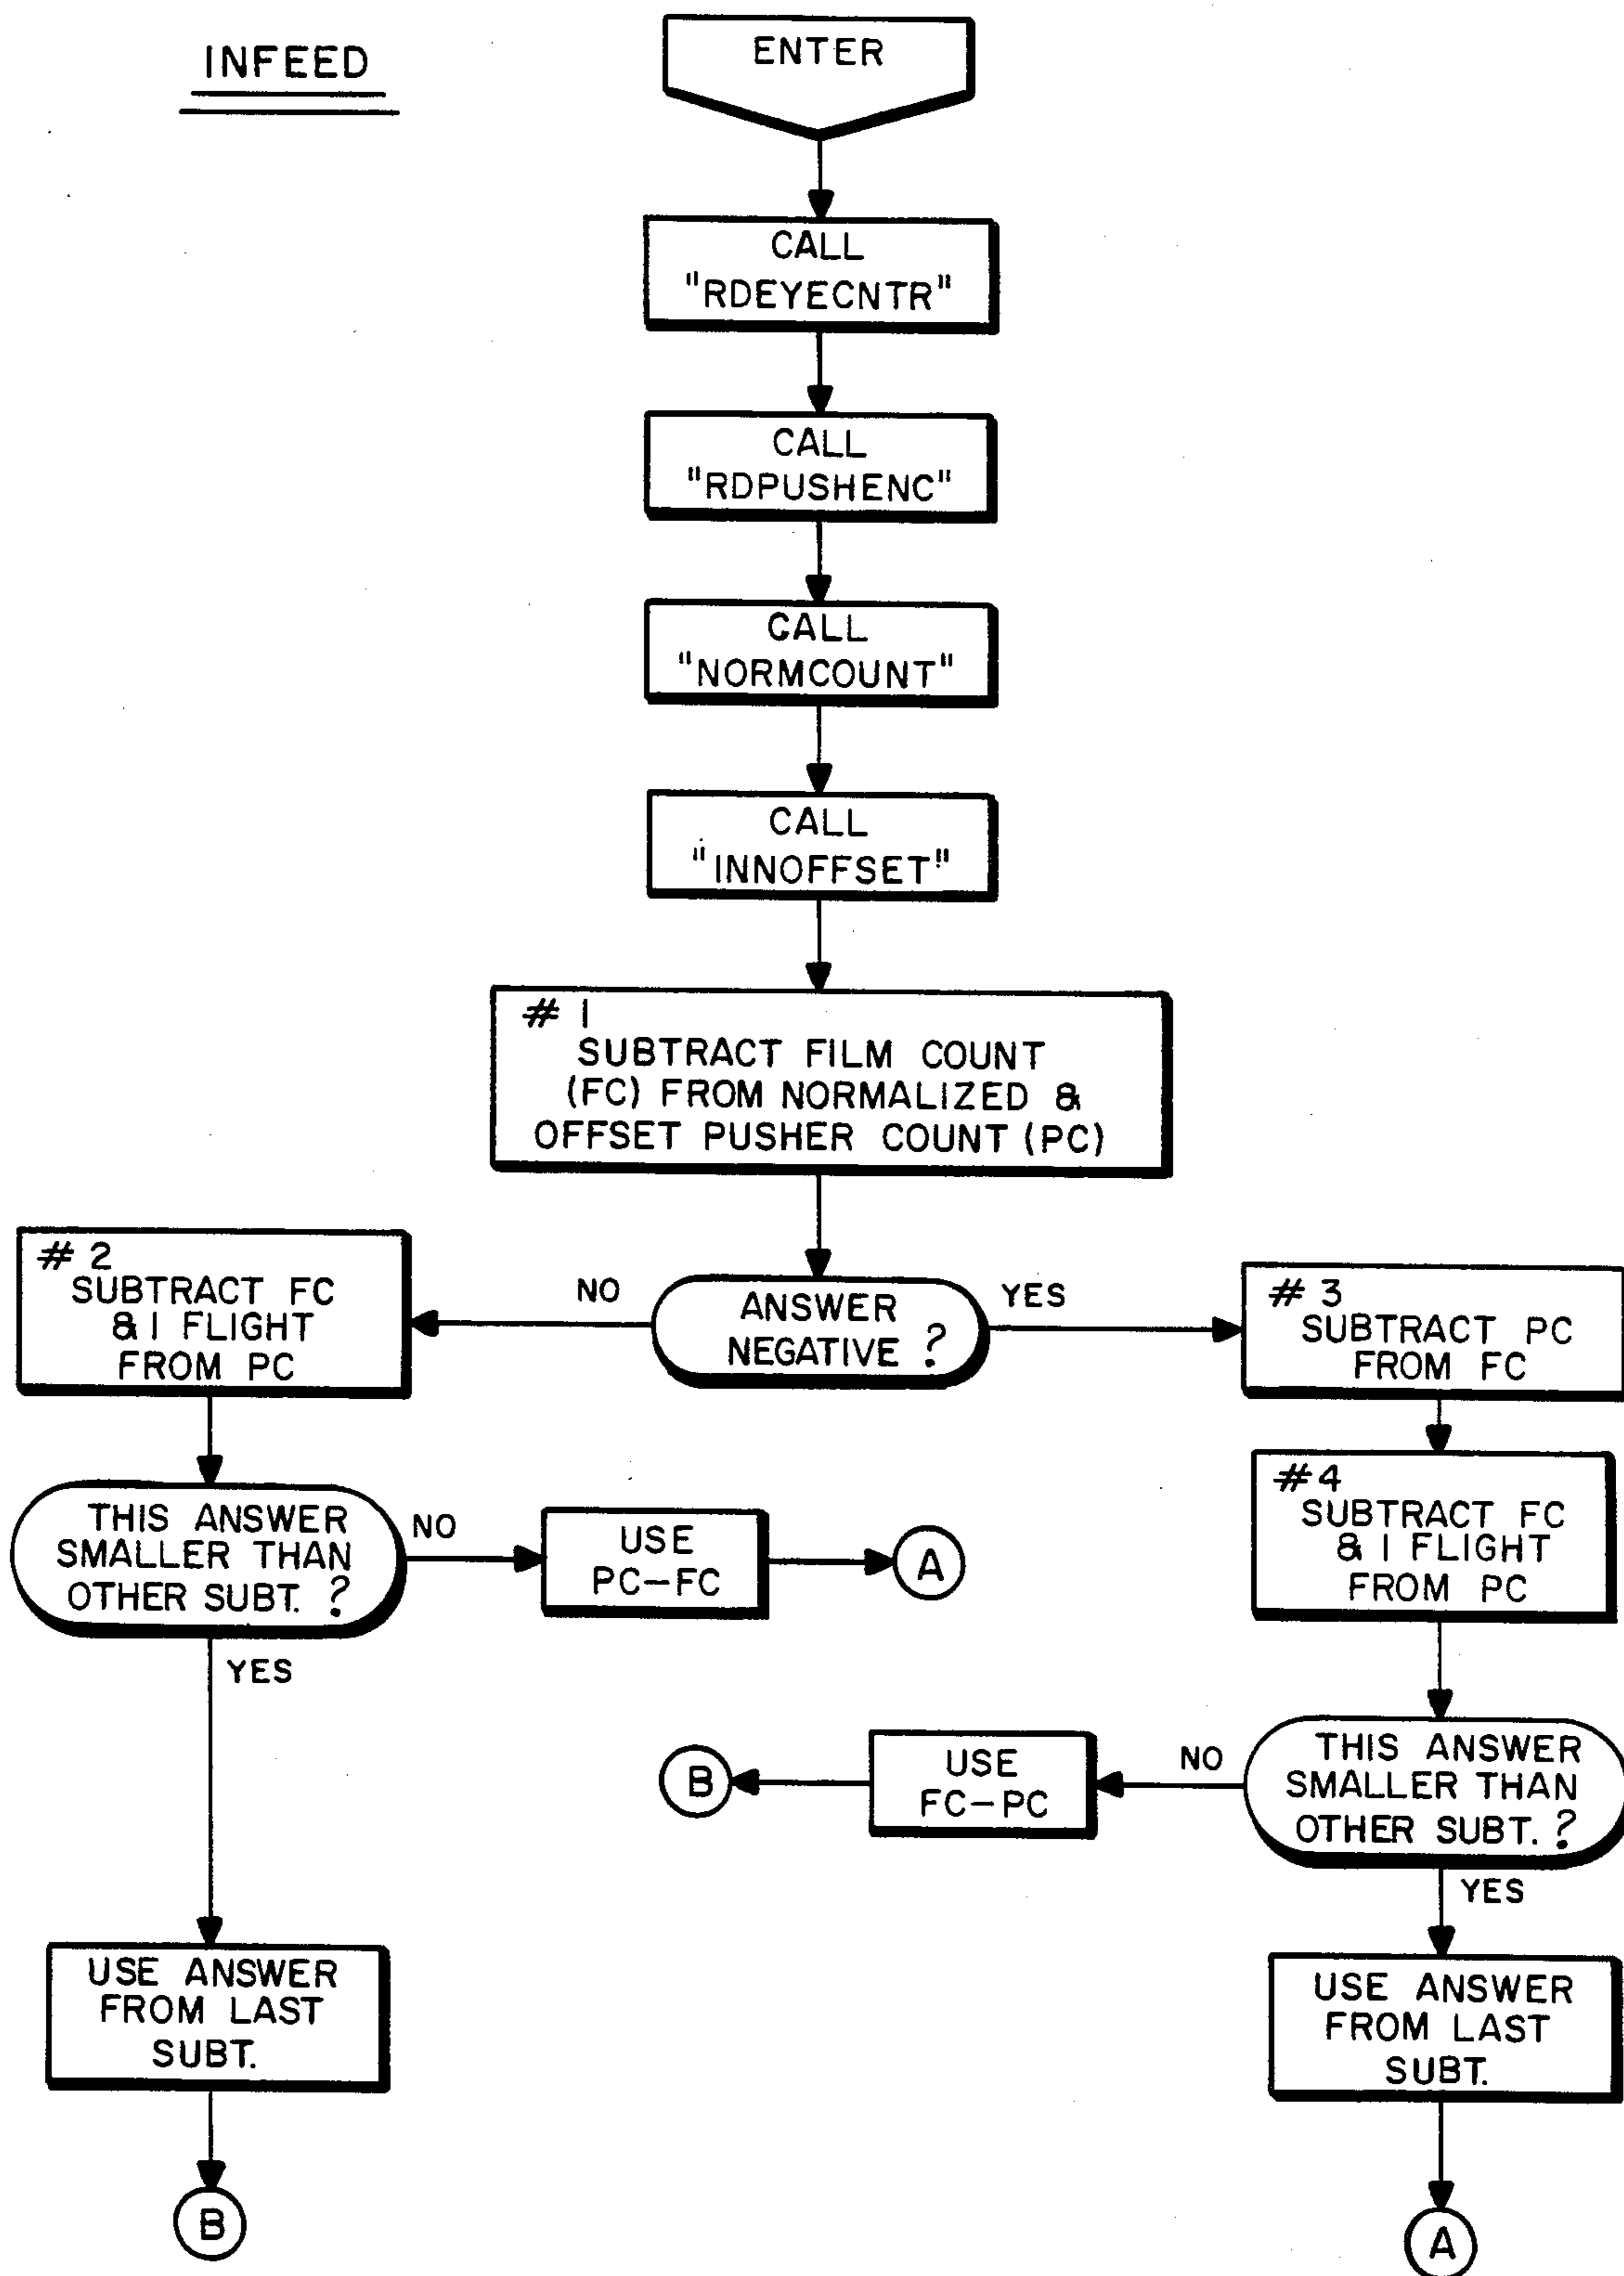 INFEED
ENTER
CALL
"RDEYECNTR"
CALL
"RDPUSHENC"
CALL
"NORMCOUNT"
CALL
"INNOFFSET"
# 1
SUBTRACT FILM COUNT
(FC) FROM NORMALIZED &
OFFSET PUSHER COUNT (PC)
ANSWER
NEGATIVE ?
NO
YES
# 2
SUBTRACT FC
& 1 FLIGHT
FROM PC
# 3
SUBTRACT PC
FROM FC
THIS ANSWER
SMALLER THAN
OTHER SUBT. ?
NO
USE
PC-FC
A
#4
SUBTRACT FC
& 1 FLIGHT
FROM PC
YES
B
USE
FC-PC
NO
THIS ANSWER
SMALLER THAN
OTHER SUBT. ?
YES
USE ANSWER
FROM LAST
SUBT.
USE ANSWER
FROM LAST
SUBT.
B
A